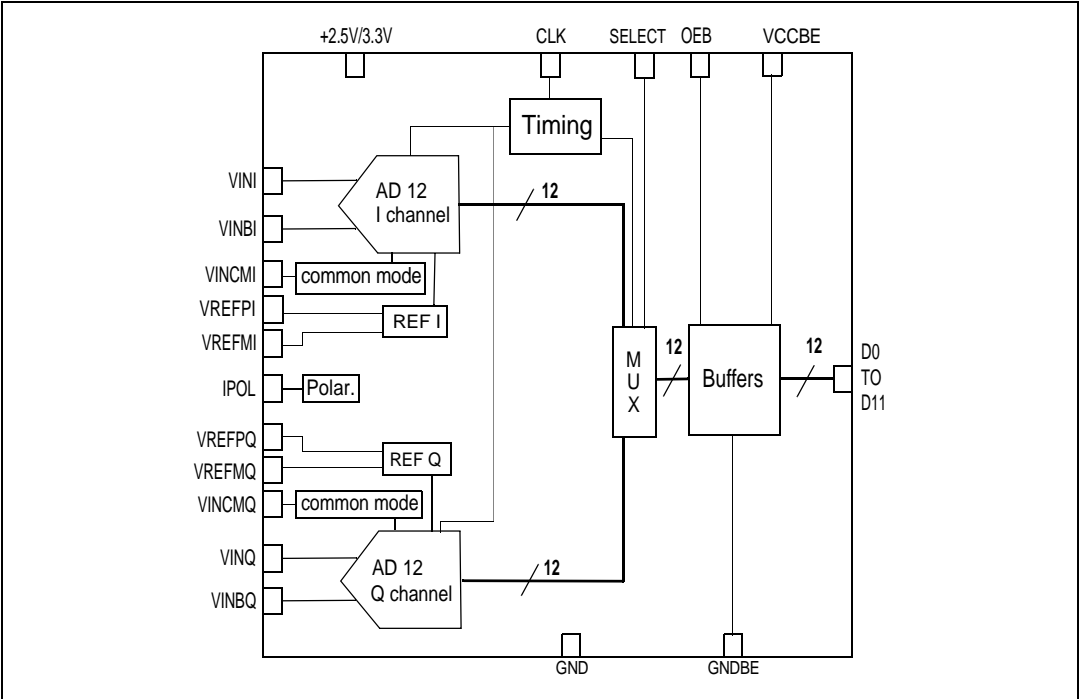 +2.5V/3.3V
CLK
SELECT
OEB
VCCBE
Timing
VINI
AD 12
I channel
12
VINBI
VINCMI
common mode
VREFPI
REF I
VREFMI
M
U
X
12
Buffers
12
D0
TO
D11
IPOL
Polar.
VREFPQ
REF Q
VREFMQ
VINCMQ
common mode
VINQ
AD 12
Q channel
12
VINBQ
GND
GNDBE